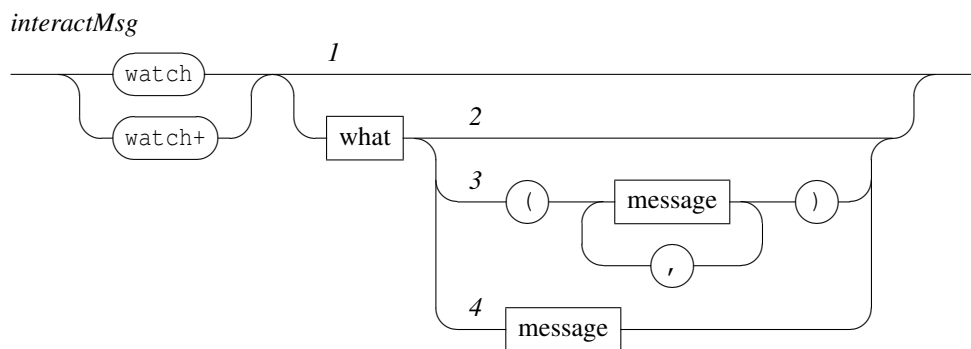 interactMsg
1
watch
2
watch+
what
3
( message )
,
4
message